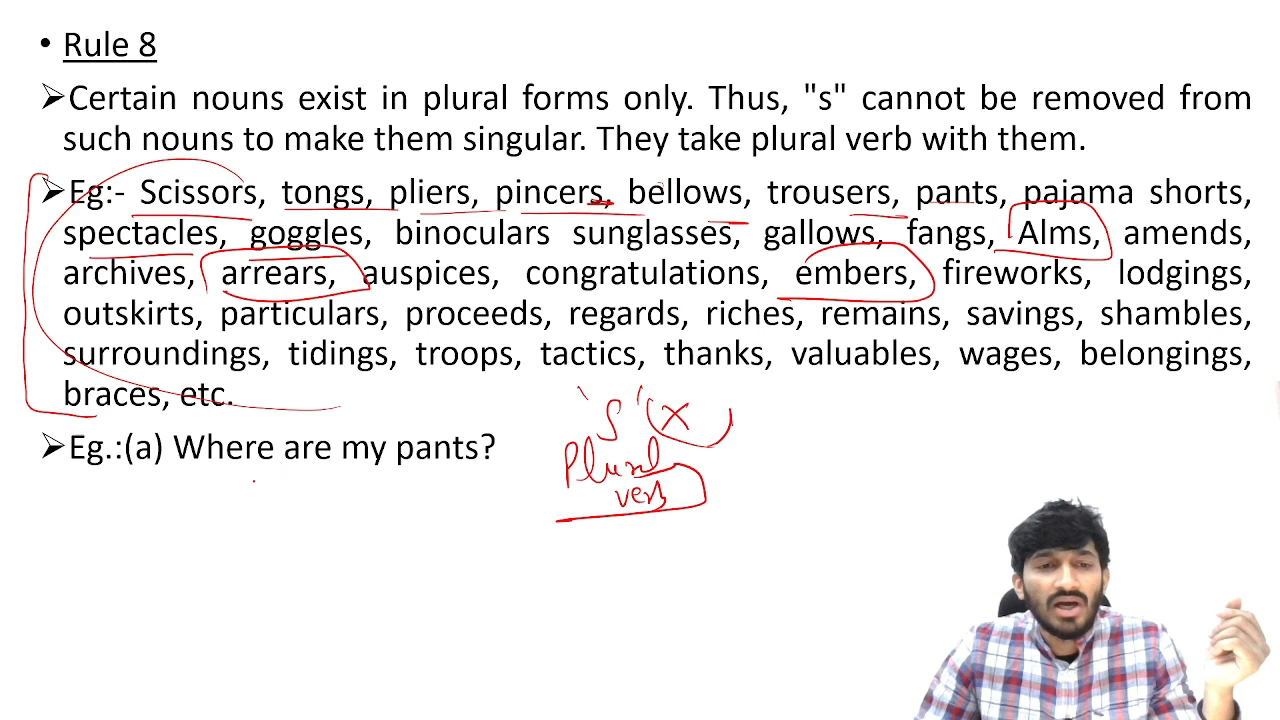 • Rule 8
➢Certain nouns exist in plural forms only. Thus, "s" cannot be removed from
such nouns to make them singular. They take plural verb with them.
➢Eg:- Scissors, tongs, pliers, pincers, bellows, trousers, pants, pajama shorts,
spectacles, goggles, binoculars sunglasses, gallows, fangs, Alms, amends,
archives, arrears, auspices, congratulations, embers, fireworks, lodgings,
outskirts, particulars, proceeds, regards, riches, remains, savings, shambles,
surroundings, tidings, troops, tactics, thanks, valuables, wages, belongings,
braces, etc.
's' (x
➢Eg.:(a) Where are my pants?
Plural
verb